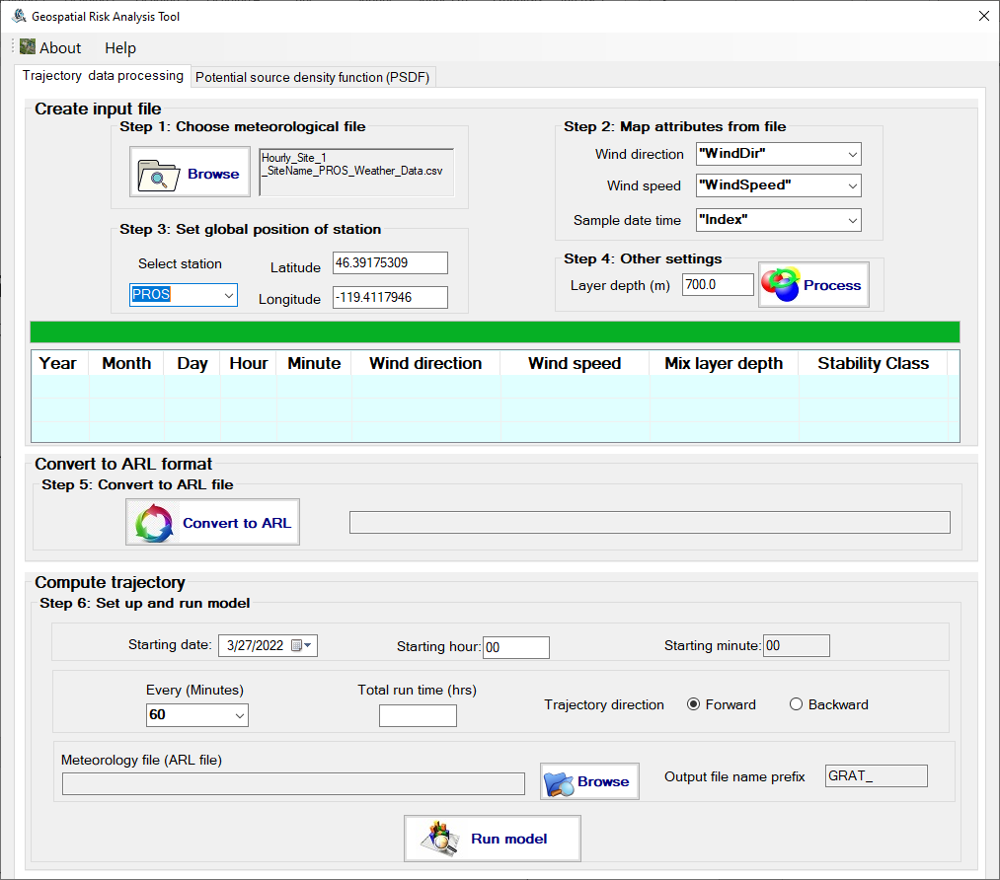 Geospatial Risk Analysis Tool
About Help
Trajectory data processing Potential source density function (PSDF)
Create input file
Step 1: Choose meteorological file
Browse
Hourly_Site_1
_SiteName_PROS_Weather_Data.csv
Step 2: Map attributes from file
Wind direction "WindDir"
Wind speed "WindSpeed"
Sample date time "Index"
Step 3: Set global position of station
Select station
PROS
Latitude 46.39175309
Longitude -119.4117946
Step 4: Other settings
Layer depth (m) 700.0 Process
Year Month Day Hour Minute Wind direction Wind speed Mix layer depth Stability Class
Convert to ARL format
Step 5: Convert to ARL file
Convert to ARL
Compute trajectory
Step 6: Set up and run model
Starting date: 3/27/2022 Starting hour: 00 Starting minute: 00
Every (Minutes)
60
Total run time (hrs)
Trajectory direction Forward Backward
Meteorology file (ARL file)
Browse
Output file name prefix GRAT_
Run model